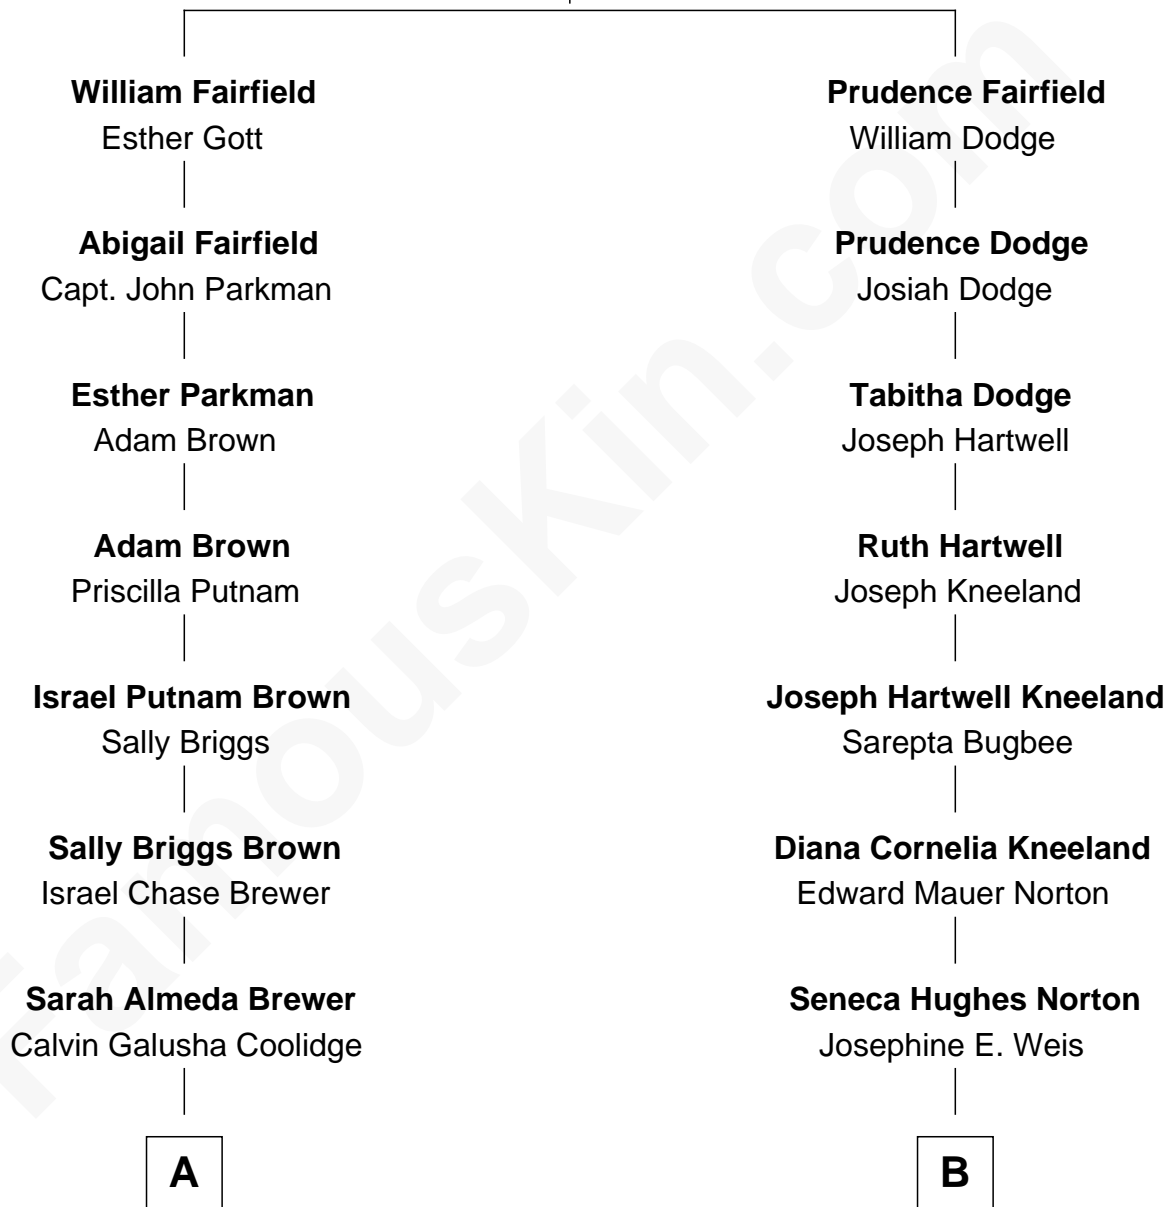 William Fairfield
Esther Gott
Abigail Fairfield
Capt. John Parkman
Esther Parkman
Adam Brown
Adam Brown
Priscilla Putnam
Israel Putnam Brown
Sally Briggs
Sally Briggs Brown
Israel Chase Brewer
Sarah Almeda Brewer
Calvin Galusha Coolidge
A
Prudence Fairfield
William Dodge
Prudence Dodge
Josiah Dodge
Tabitha Dodge
Joseph Hartwell
Ruth Hartwell
Joseph Kneeland
Joseph Hartwell Kneeland
Sarepta Bugbee
Diana Cornelia Kneeland
Edward Mauer Norton
Seneca Hughes Norton
Josephine E. Weis
B
FamousKin.com